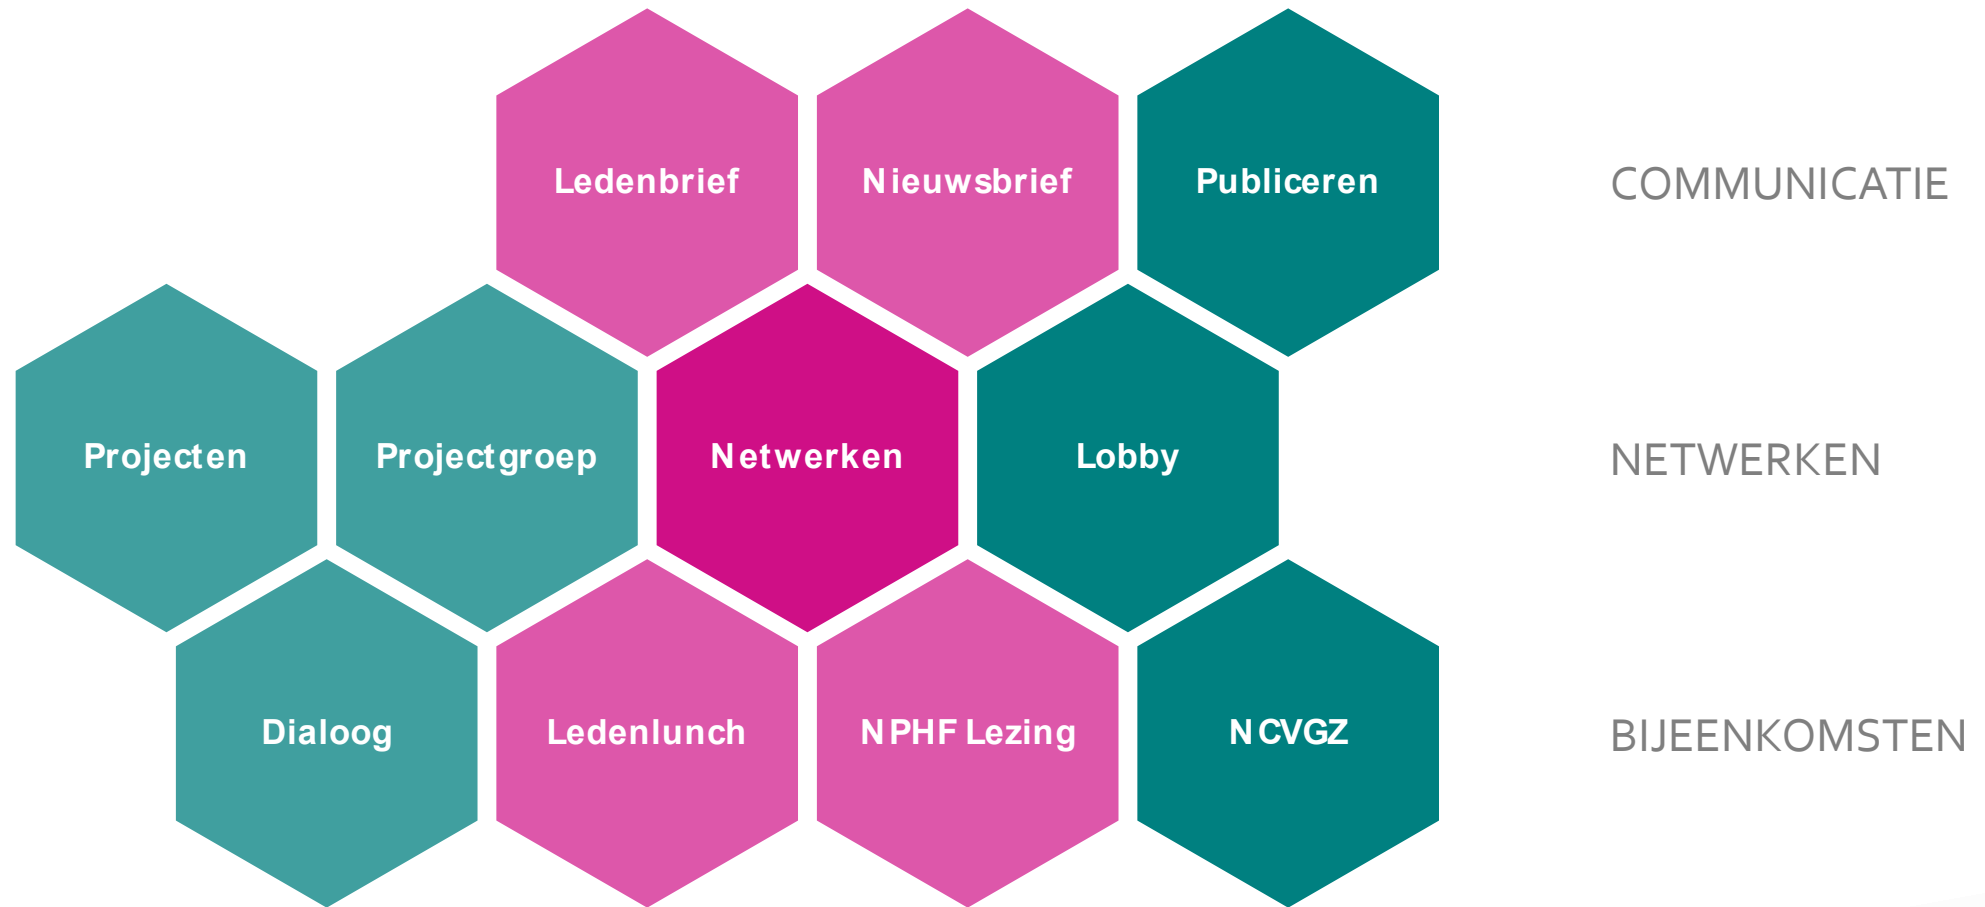 Ledenbrief Nieuwsbrief Publiceren COMMUNICATIE
Projecten Projectgroep Netwerken Lobby NETWERKEN
Dialoog Ledenlunch NPHF Lezing NCVGZ BIJEENKOMSTEN